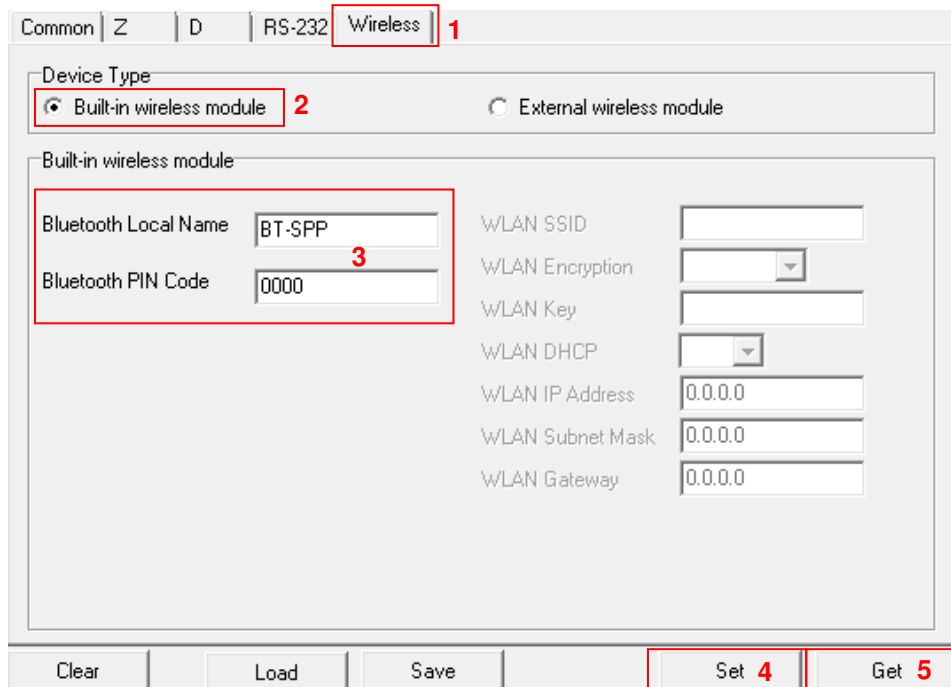 Common Z D RS-232 Wireless 1
Device Type
Built-in wireless module 2 External wireless module
Built-in wireless module
Bluetooth Local Name BT-SPP WLAN SSID
3
WLAN Encryption
Bluetooth PIN Code 0000
WLAN Key
WLAN DHCP
WLAN IP Address 0.0.0.0
WLAN Subnet Mask 0.0.0.0
WLAN Gateway 0.0.0.0
Clear Load Save Set 4 Get 5